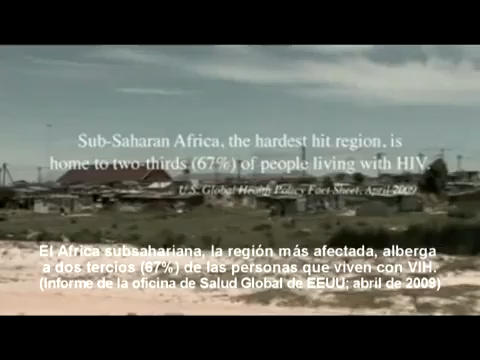 Sub-Saharan Africa, the hardest hit region, is
home to two-thirds (67%) of people living with HIV.
U.S. Global Health Policy Fact Sheet, April 2009
El Africa subsahariana, la región más afectada, alberga
a dos tercios (67%) de las personas que viven con VIH.
(Informe de la oficina de Salud Global de EEUU; abril de 2009)